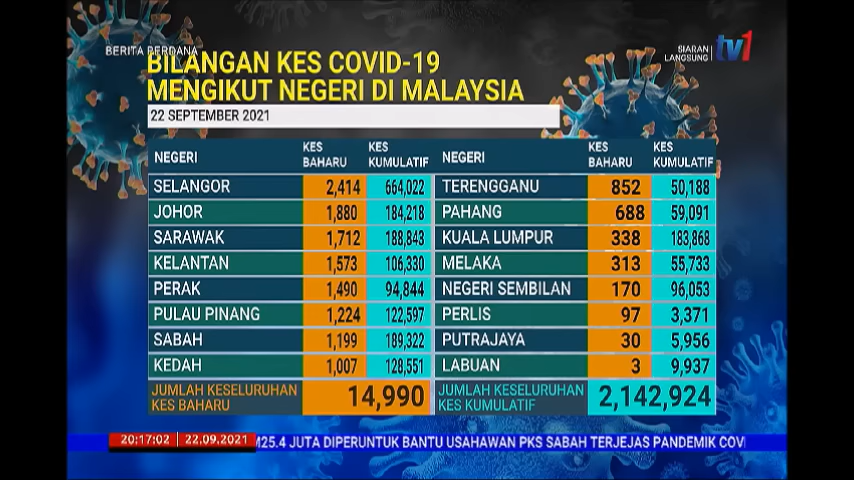 BERITA PERDANA
SIARAN
LANGSUNG
tv1
BILANGAN KES COVID-19
MENGIKUT NEGERI DI MALAYSIA
22 SEPTEMBER 2021
NEGERI KES BAHARU KES KUMULATIF NEGERI KES BAHARU KES KUMULATIF
SELANGOR 2,414 664,022 TERENGGANU 852 50,188
JOHOR 1,880 184,218 PAHANG 688 59,091
SARAWAK 1,712 188,843 KUALA LUMPUR 338 183,868
KELANTAN 1,573 106,330 MELAKA 313 55,733
PERAK 1,490 94,844 NEGERI SEMBILAN 170 96,053
PULAU PINANG 1,224 122,597 PERLIS 97 3,371
SABAH 1,199 189,322 PUTRAJAYA 30 5,956
KEDAH 1,007 128,551 LABUAN 3 9,937
JUMLAH KESELURUHAN KES BAHARU 14,990 JUMLAH KESELURUHAN KES KUMULATIF 2,142,924
20:17:02 22.09.2021 M25.4 JUTA DIPERUNTUK BANTU USAHAWAN PKS SABAH TERJEJAS PANDEMIK COVI